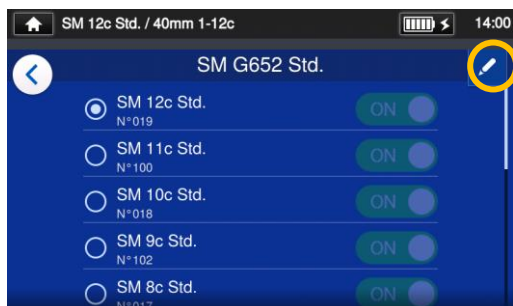 SM 12c Std. / 40mm 1-12c
14:00
SM G652 Std.
SM 12c Std.
ON
N°019
SM 11c Std.
ON
N°100
SM 10c Std.
ON
N°018
SM 9c Std.
ON
N°102
SM 8c Std.
ON
N°017